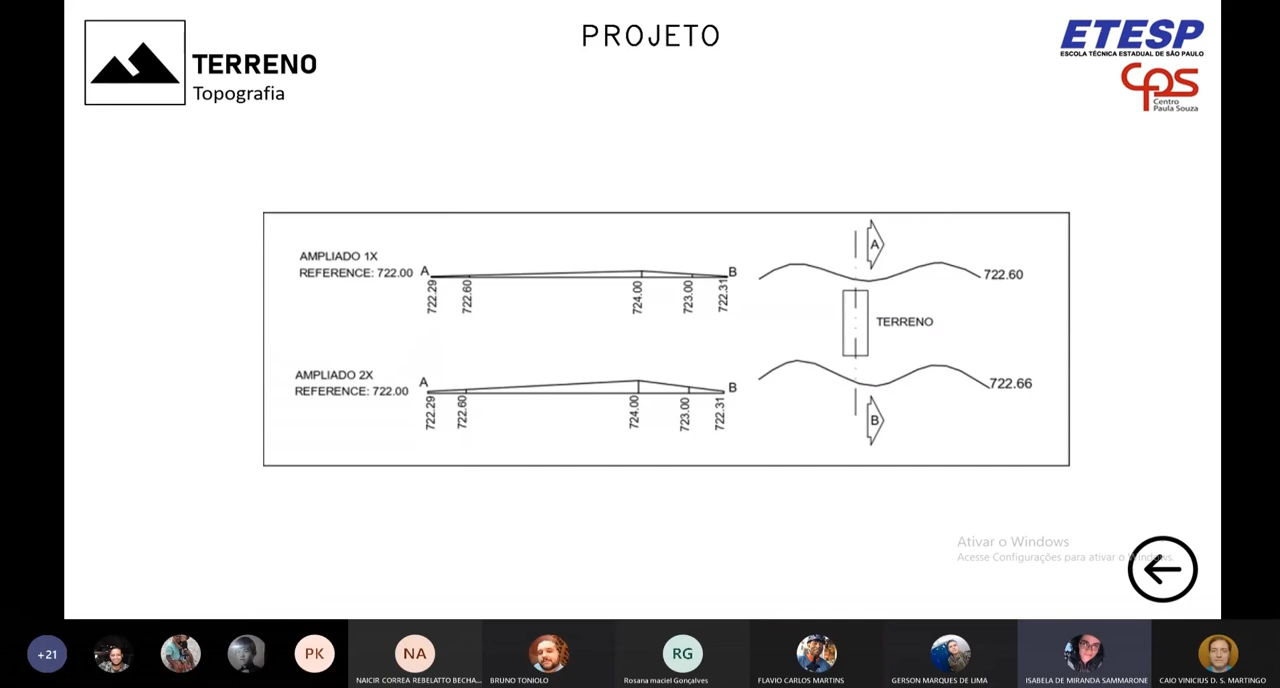 PROJETO
TERRENO
Topografia
ETESP
ESCOLA TÉCNICA ESTADUAL DE SÃO PAULO
CPS
Centro
Paula Souza
AMPLIADO 1X
REFERENCE: 722.00
A
B
722.29
722.60
724.00
723.00
722.31
A
722.60
TERRENO
AMPLIADO 2X
REFERENCE: 722.00
A
B
722.29
722.60
724.00
723.00
722.31
722.66
B
Ativar o Windows
Acesse Configurações para ativar o Windows.
+21
PK
NA
RG
NAICIR CORREA REBELATTO BECHA...
BRUNO TONIOLO
Rosana maciel Gonçalves
FLAVIO CARLOS MARTINS
GERSON MARQUES DE LIMA
ISABELA DE MIRANDA SAMMARONE
CAIO VINICIUS D. S. MARTINGO